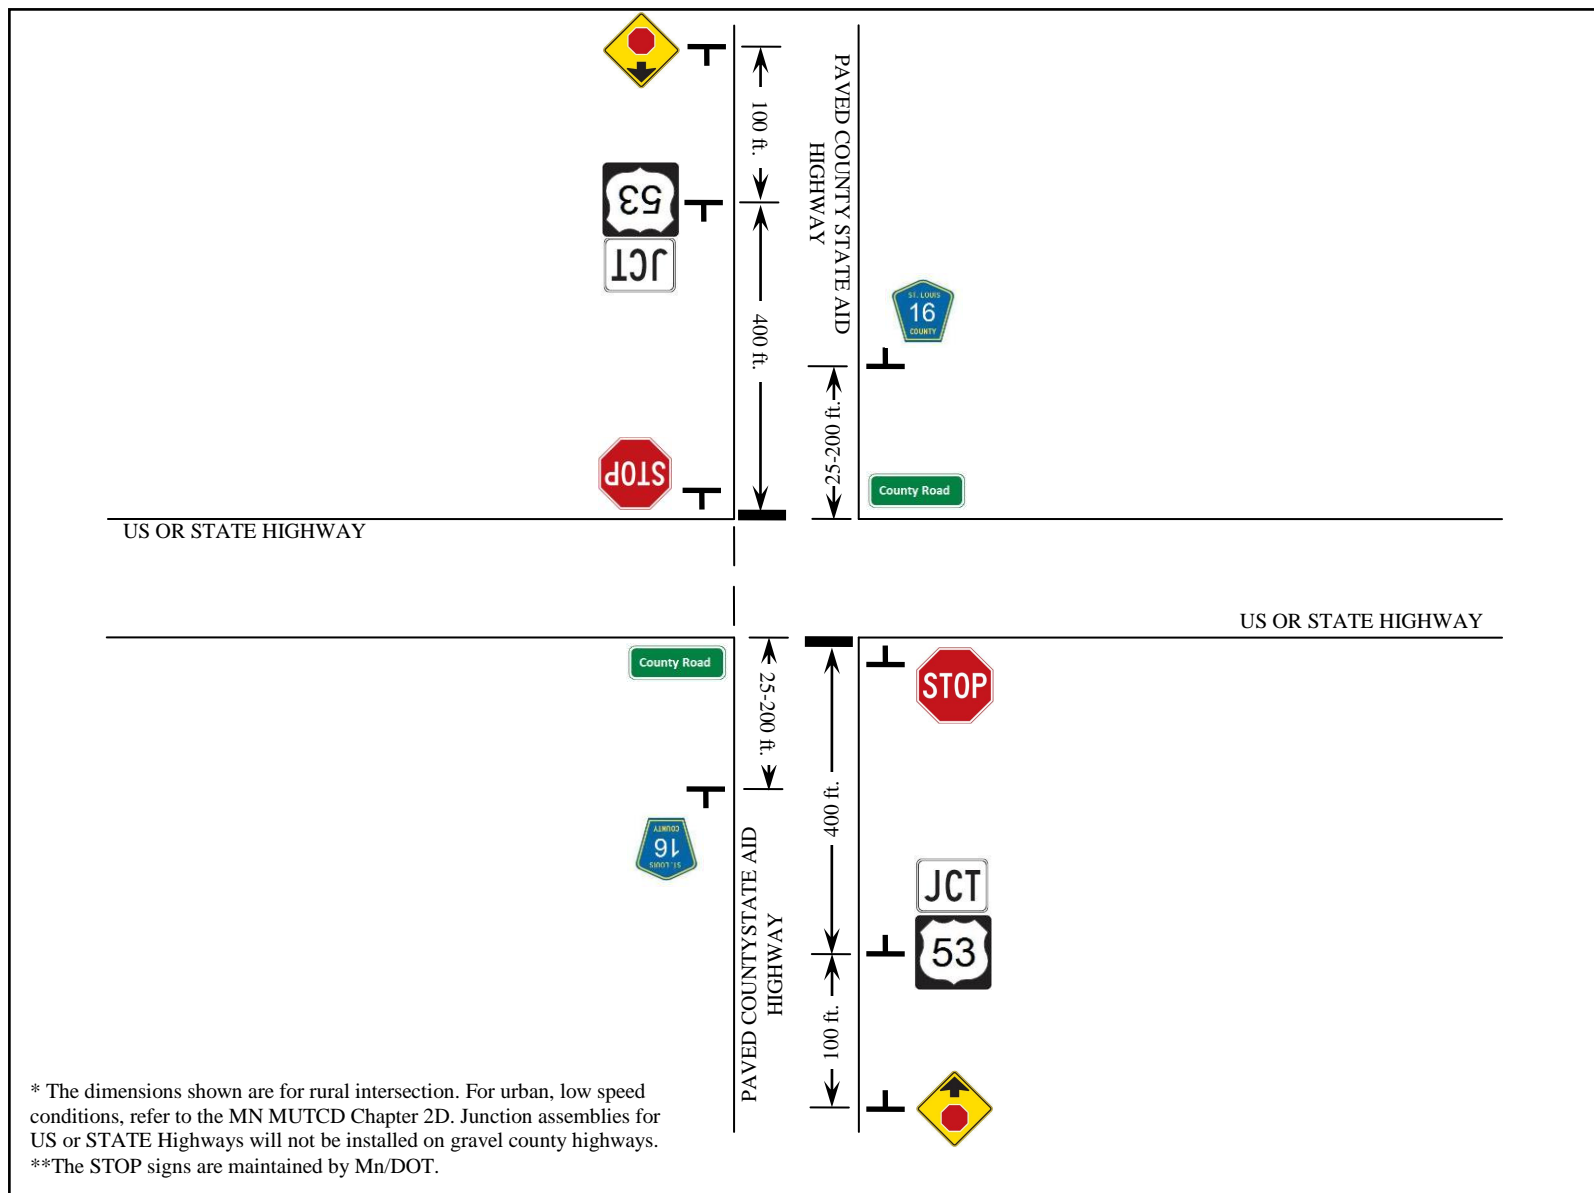 100 ft.
PAVED COUNTY STATE AID
HIGHWAY
53
JCT
400 ft.
ST. LOUIS
16
COUNTY
25-200 ft.
STOP
County Road
US OR STATE HIGHWAY
US OR STATE HIGHWAY
County Road
STOP
25-200 ft.
400 ft.
ST. LOUIS
16
COUNTY
PAVED COUNTYSTATE AID
HIGHWAY
JCT
53
100 ft.
* The dimensions shown are for rural intersection. For urban, low speed
conditions, refer to the MN MUTCD Chapter 2D. Junction assemblies for
US or STATE Highways will not be installed on gravel county highways.
**The STOP signs are maintained by Mn/DOT.